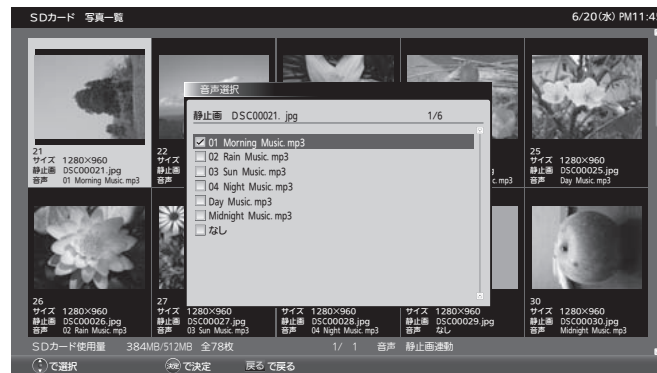 SDカード 写真一覧
6/20(水) PM11:4
音声選択
静止画 DSC00021.jpg 1/6
01 Morning Music.mp3
02 Rain Music.mp3
03 Sun Music.mp3
04 Night Music.mp3
Day Music.mp3
Midnight Music.mp3
なし
21
サイズ 1280×960
静止画 DSC00021.jpg
音声 01 Morning Music.mp3
22
サイズ
静止画
音声
25
サイズ 1280×960
静止画 DSC00025.jpg
音声 Day Music.mp3
26
サイズ 1280×960
静止画 DSC00026.jpg
音声 02 Rain Music.mp3
27
サイズ 1280×960
静止画 DSC00027.jpg
音声 03 Sun Music.mp3
サイズ 1280×960
静止画 DSC00028.jpg
音声 04 Night Music.mp3
サイズ 1280×960
静止画 DSC00029.jpg
音声 なし
30
サイズ 1280×960
静止画 DSC00030.jpg
音声 Midnight Music.mp3
SDカード使用量 384MB/512MB 全78枚 1/ 1 音声 静止画連動
で選択 決定 で決定 戻る で戻る